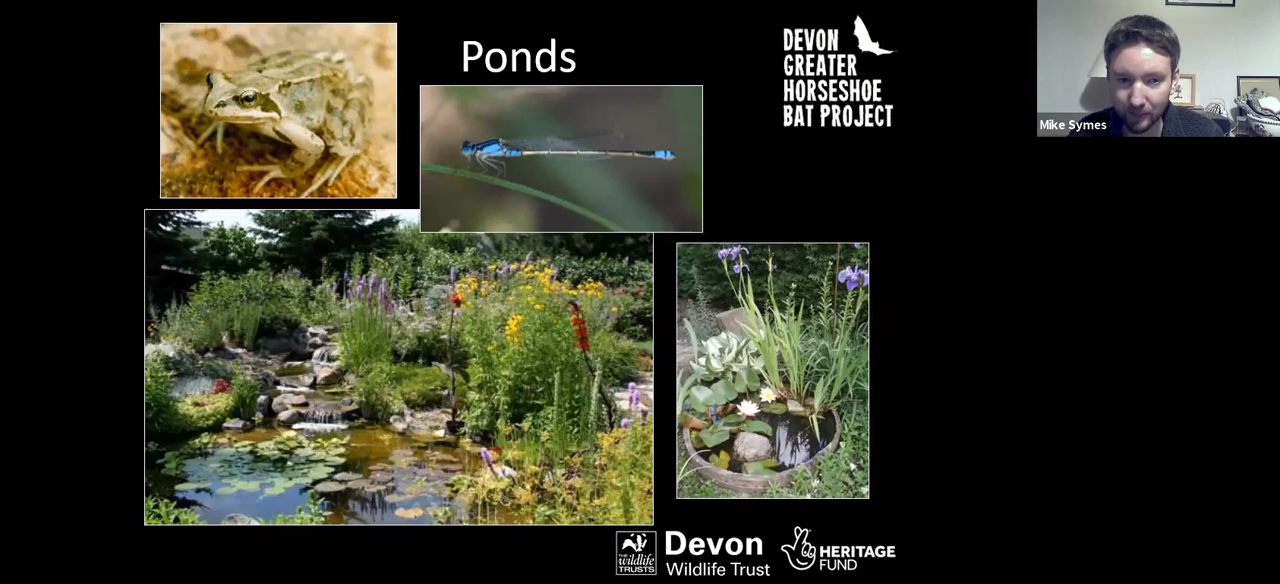 Ponds
DEVON
GREATER
HORSESHOE
BAT PROJECT
Mike Symes
THE
wildlife
TRUSTS
Devon
Wildlife Trust
HERITAGE
FUND